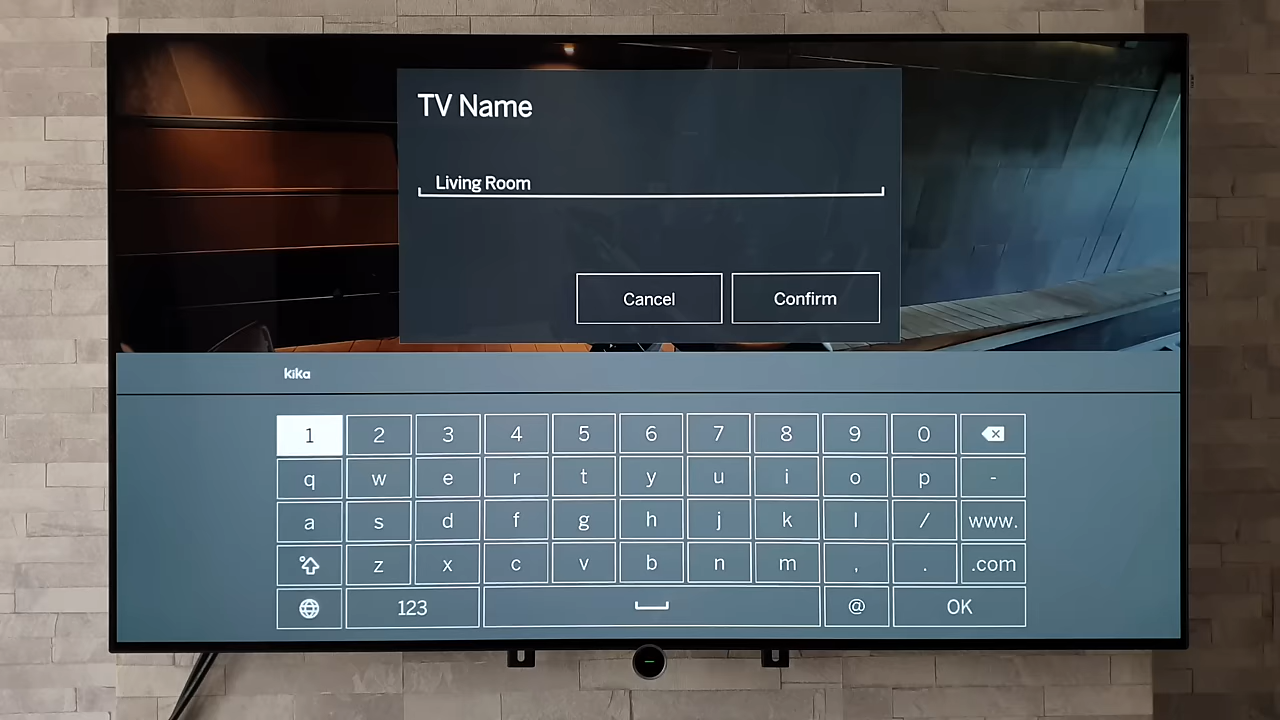 TV Name
Living Room
Cancel Confirm
kika
1 2 3 4 5 6 7 8 9 0
q w e r t y u i o p -
a s d f g h j k l / www.
z x c v b n m , . .com
123 @ OK